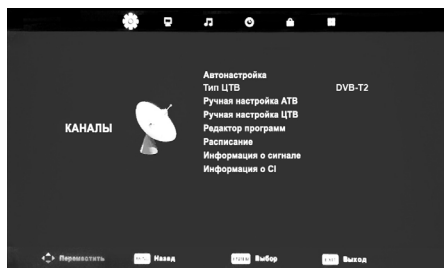 Автонастройка
Тип ЦТВ DVB-T2
Ручная настройка АТВ
Ручная настройка ЦТВ
КАНАЛЫ
Редактор программ
Расписание
Информация о сигнале
Информация о CI
Переместить Назад Выбор Выход